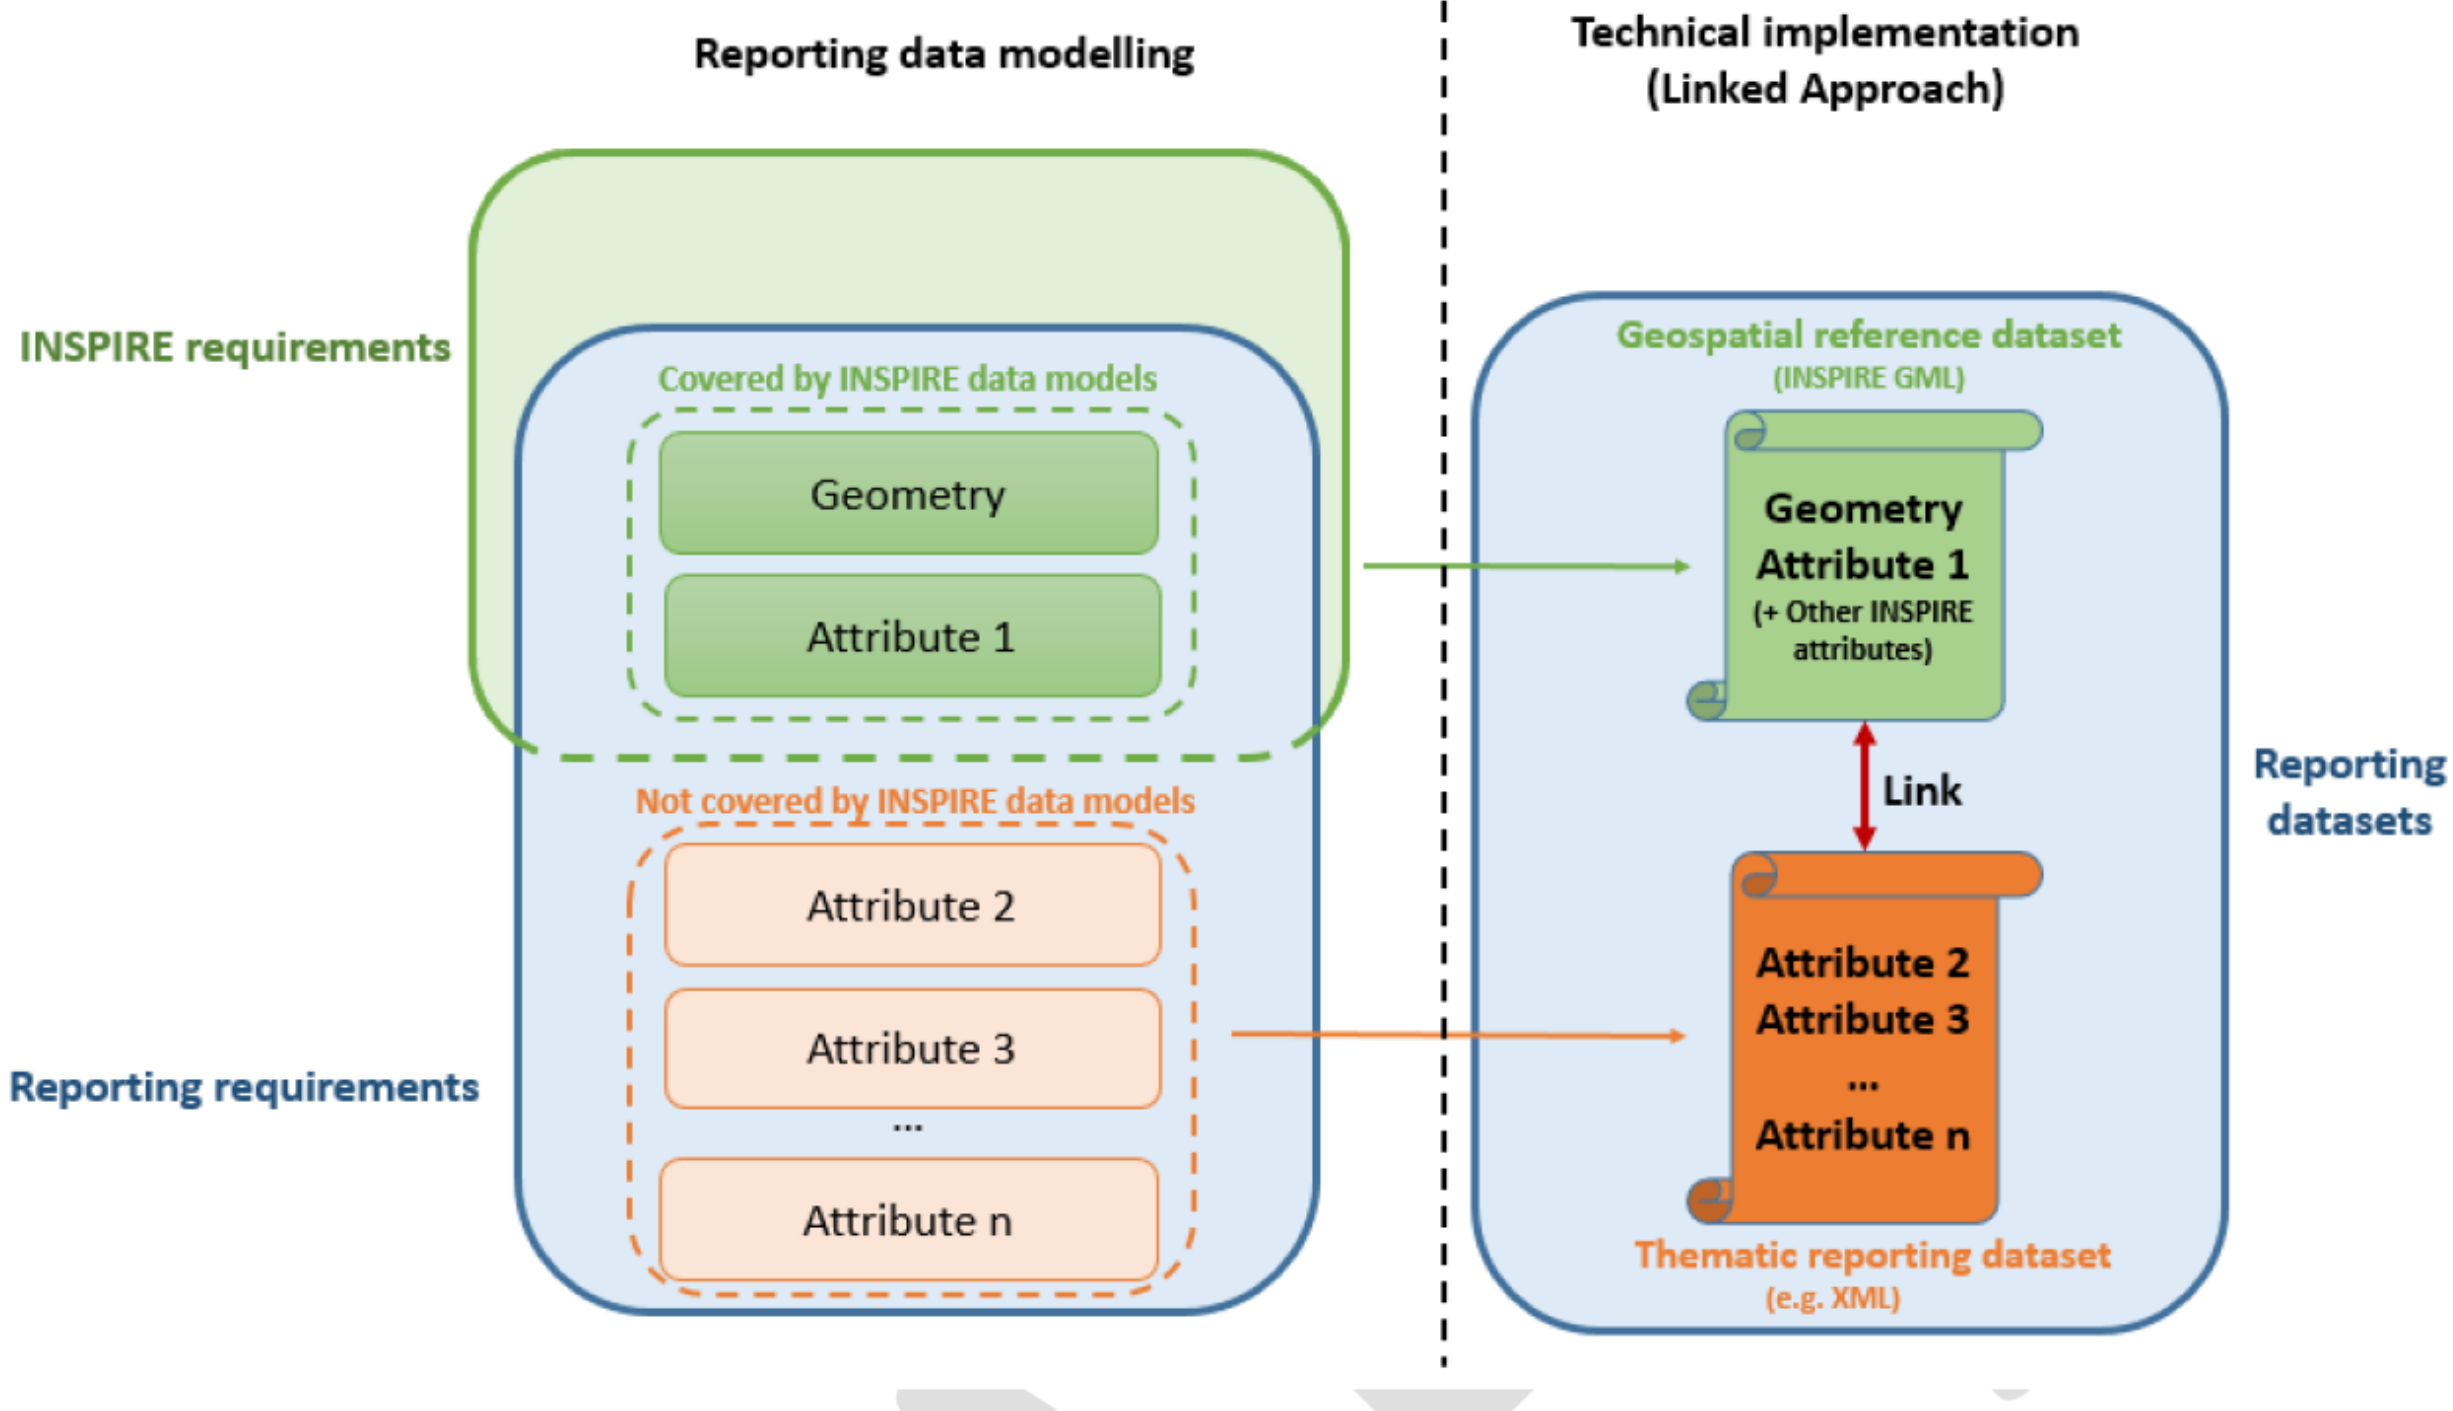 Reporting data modelling
Technical implementation
(Linked Approach)
INSPIRE requirements
Covered by INSPIRE data models
Geometry
Attribute 1
Not covered by INSPIRE data models
Attribute 2
Attribute 3
...
Attribute n
Reporting requirements
Geospatial reference dataset
(INSPIRE GML)
Geometry
Attribute 1
(+ Other INSPIRE
attributes)
Link
Attribute 2
Attribute 3
...
Attribute n
Thematic reporting dataset
(e.g. XML)
Reporting
datasets